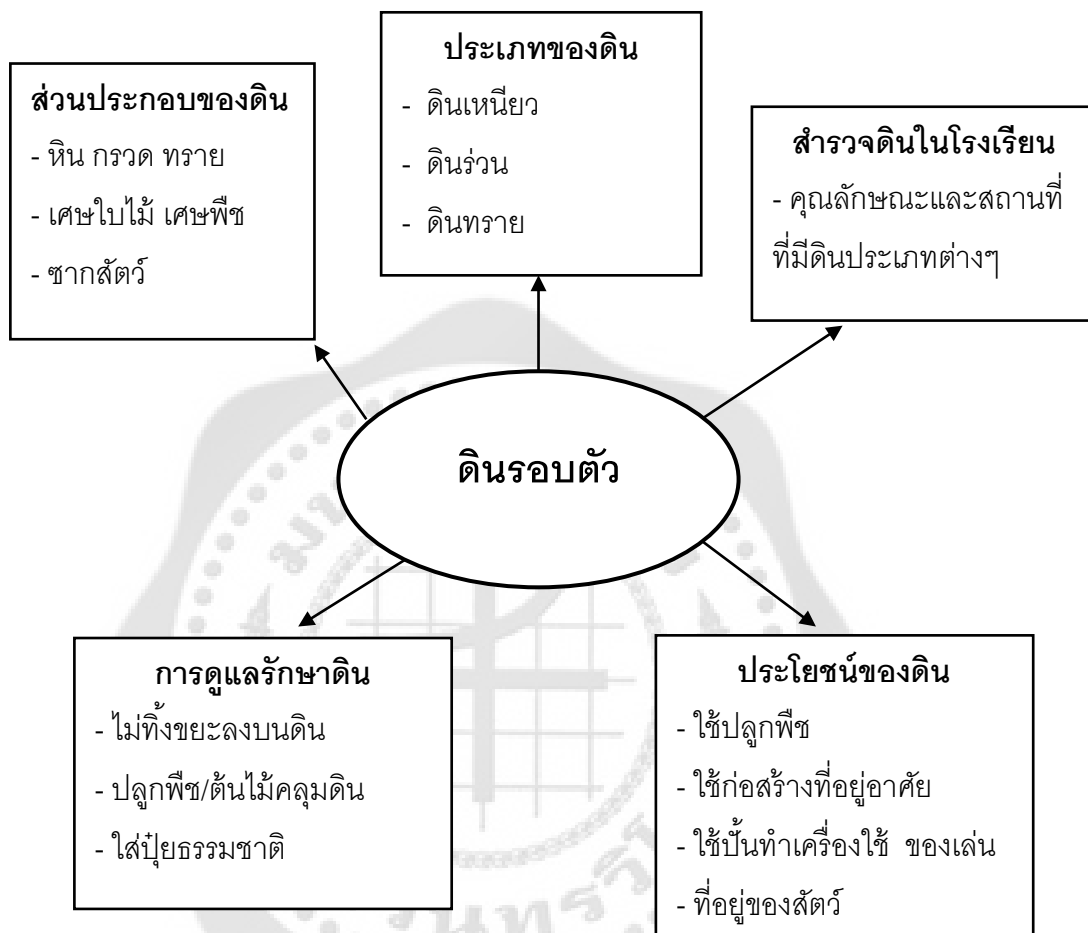 ประเภทของดิน
- ดินเหนียว
- ดินร่วน
- ดินทราย
ส่วนประกอบของดิน
- หิน กรวด ทราย
- เศษใบไม้ เศษพืช
- ซากสัตว์
สำรวจดินในโรงเรียน
- คุณลักษณะและสถานที่
ที่มีดินประเภทต่างๆ
ดินรอบตัว
การดูแลรักษาดิน
- ไม่ทิ้งขยะลงบนดิน
- ปลูกพืช/ต้นไม้คลุมดิน
- ใส่ปุ๋ยธรรมชาติ
ประโยชน์ของดิน
- ใช้ปลูกพืช
- ใช้ก่อสร้างที่อยู่อาศัย
- ใช้ปั้นทำเครื่องใช้ ของเล่น
- ที่อยู่ของสัตว์